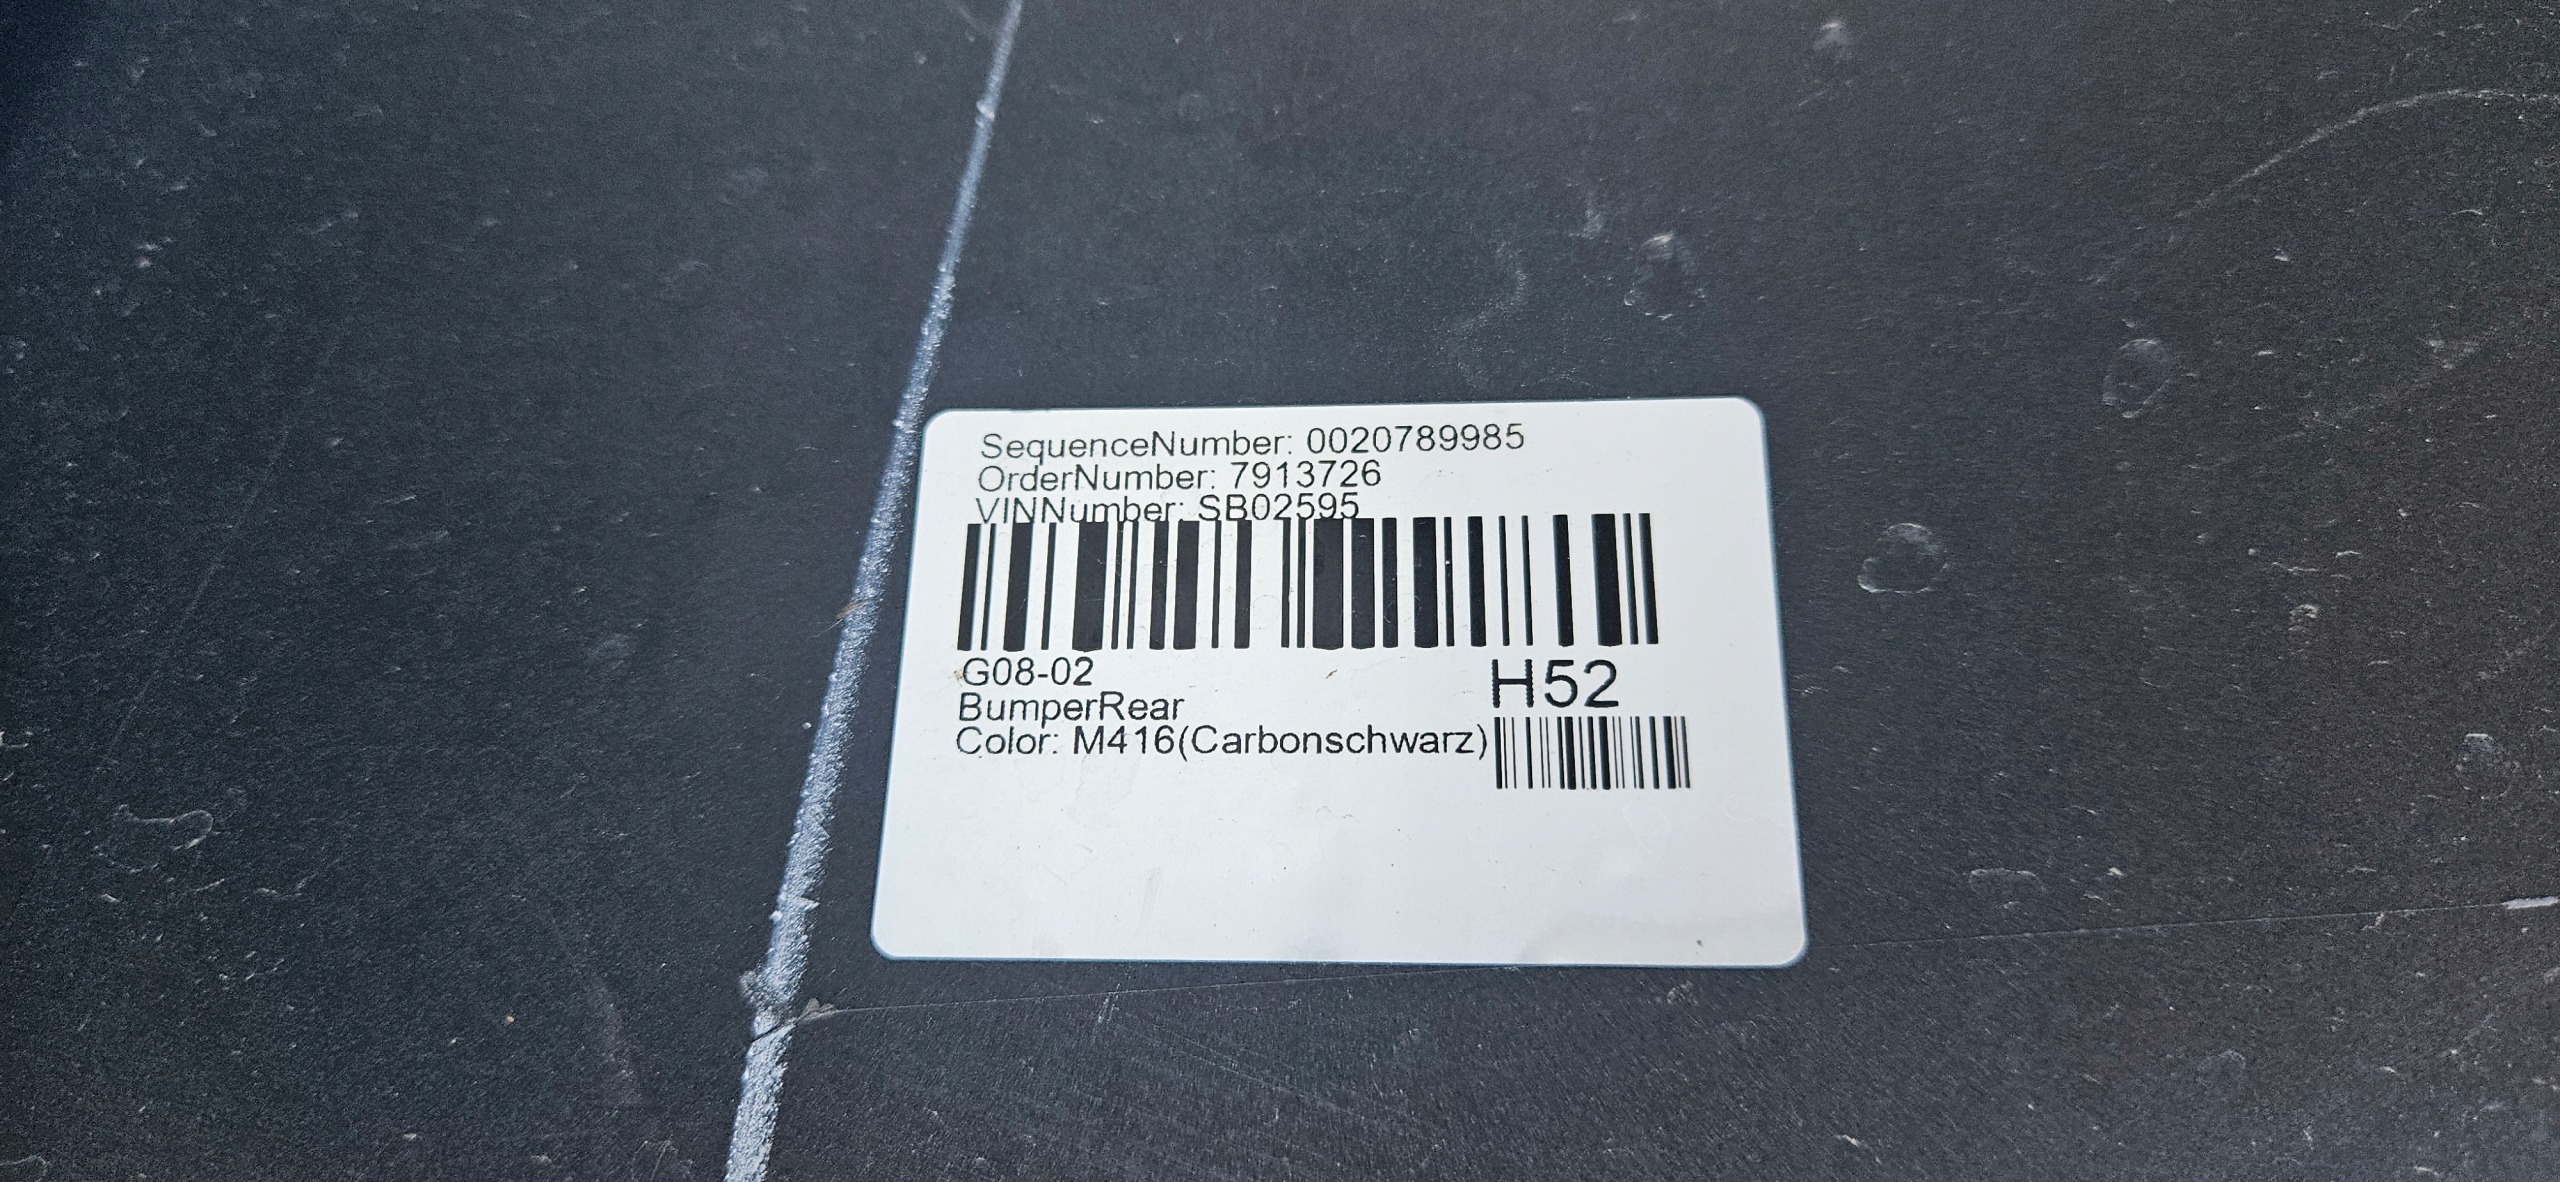 SequenceNumber: 0020789985
OrderNumber: 7913726
VINNumber: SB02595
G08-02
H52
BumperRear
Color: M416(Carbonschwarz)